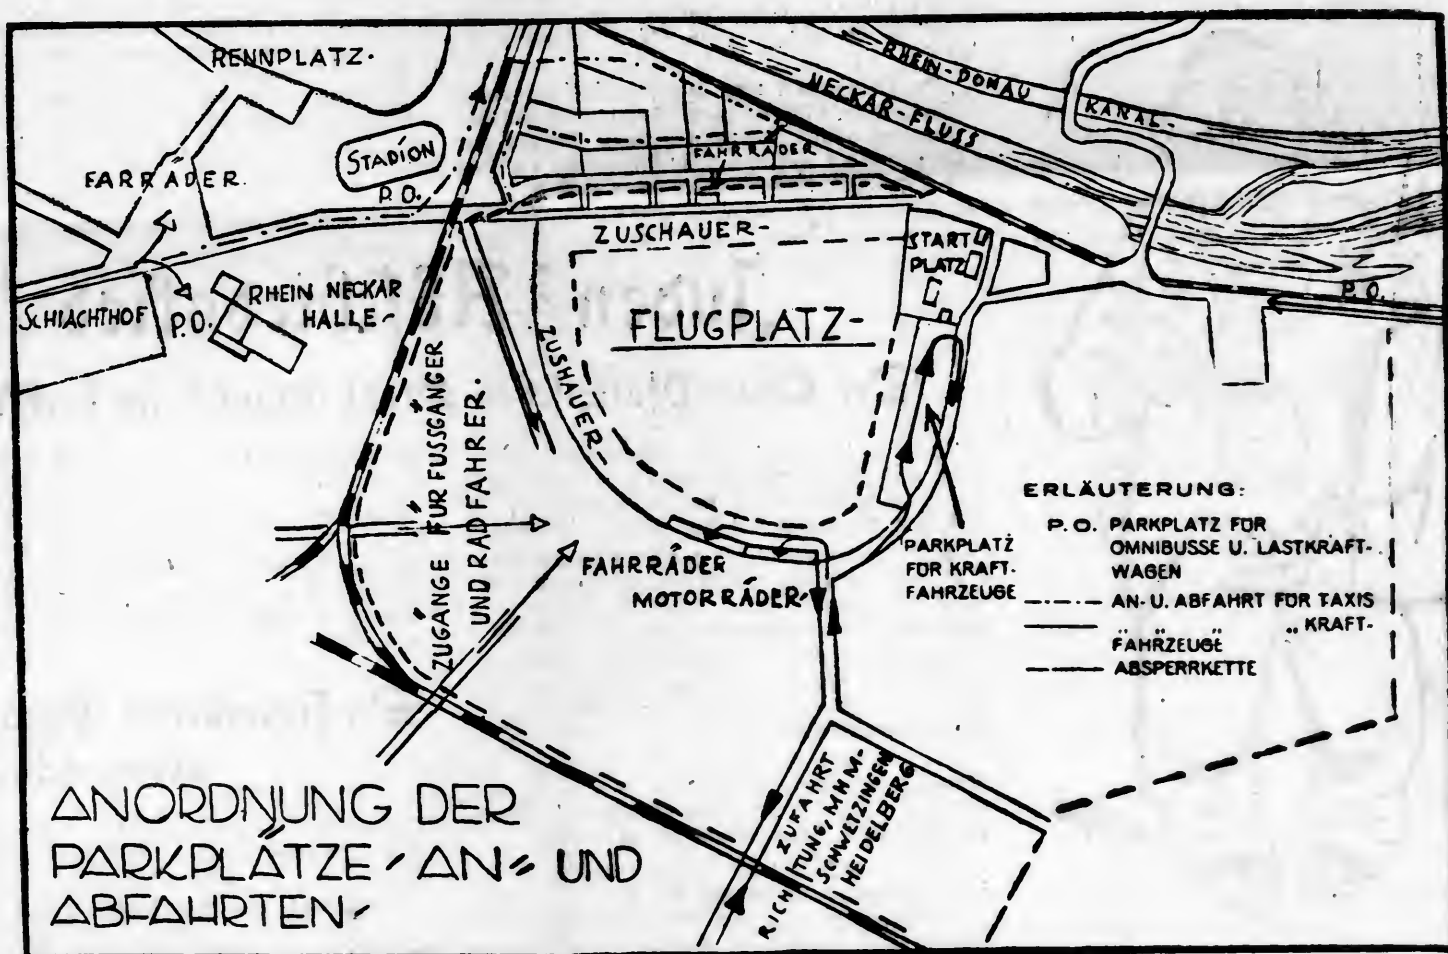 RENNPLATZ.
RHEIN-DONAU
KANAL-
NECKAR-FLUSS
STADION
P.O.
FARRÄDER.
FAHRRÄDER
ZUSCHAUER-
START
PLATZ
P.O.
SCHLACHTHOF
P.O.
RHEIN NECKAR
HALLE-
FLUGPLATZ-
ZUSHAUER-
ZUGÄNGE FÜR FUSSGÄNGER
UND RADFAHRER.
FAHRRÄDER
MOTORRÄDER-
PARKPLATZ
FÜR KRAFT-
FAHRZEUGE
ERLÄUTERUNG:
P.O. PARKPLATZ FÜR
OMNIBUSSE U. LASTKRAFT-
WAGEN
AN- U. ABFAHRT FÜR TAXIS
" " " KRAFT-
FAHRZEUGE
ABSPERRKETTE
ZUFAHRT
RICHTUNG, MHM-
SCHWETZINGEN
HEIDELBERG
ANORDNUNG DER
PARKPLÄTZE- AN- UND
ABFAHRTEN-